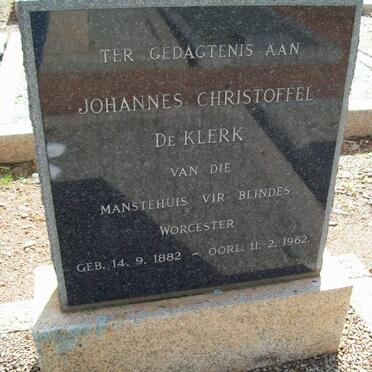 TER GEDAGTENIS AAN
JOHANNES CHRISTOFFEL
DE KLERK
VAN DIE
MANSTEHUIS VIR BLINDES
WORCESTER
GEB. 14. 9. 1882 ~ OORL. 11. 2. 1962.